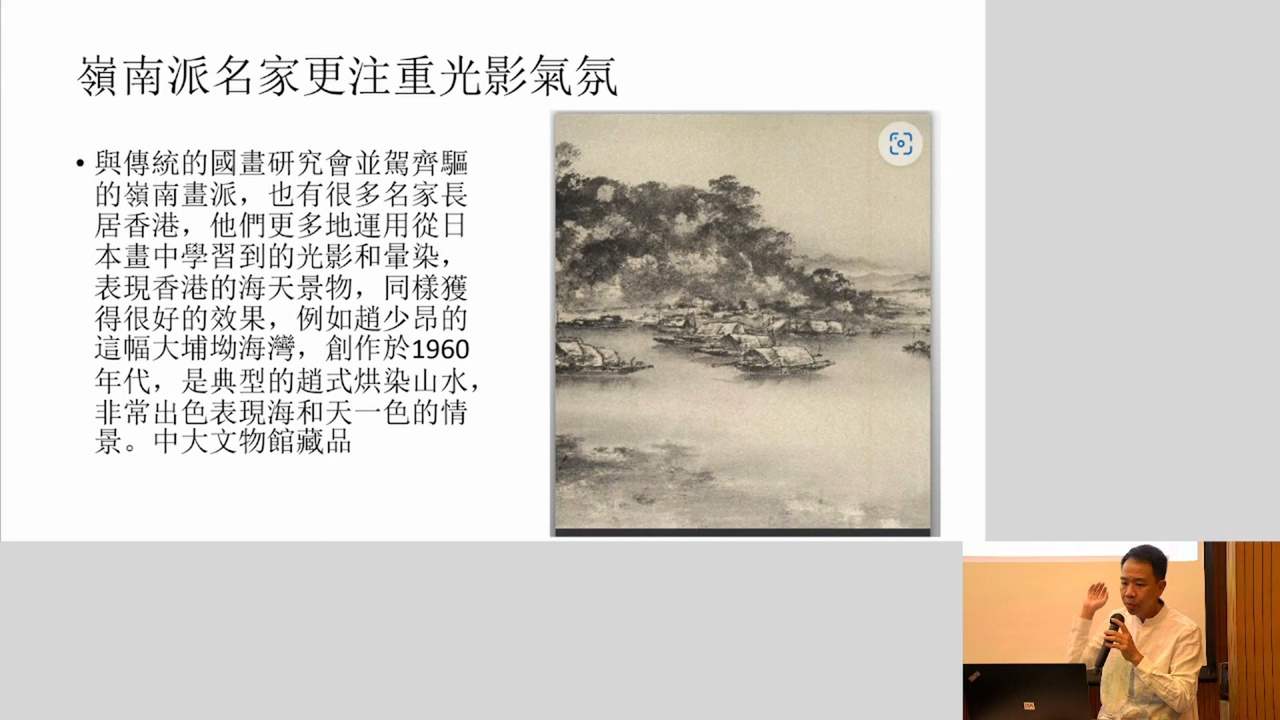 嶺南派名家更注重光影氣氛
• 與傳統的國畫研究會並駕齊驅
的嶺南畫派，也有很多名家長
居香港，他們更多地運用從日
本畫中學習到的光影和暈染，
表現香港的海天景物，同樣獲
得很好的效果，例如趙少昂的
這幅大埔坳海灣，創作於1960
年代，是典型的趙式烘染山水，
非常出色表現海和天一色的情
景。中大文物館藏品